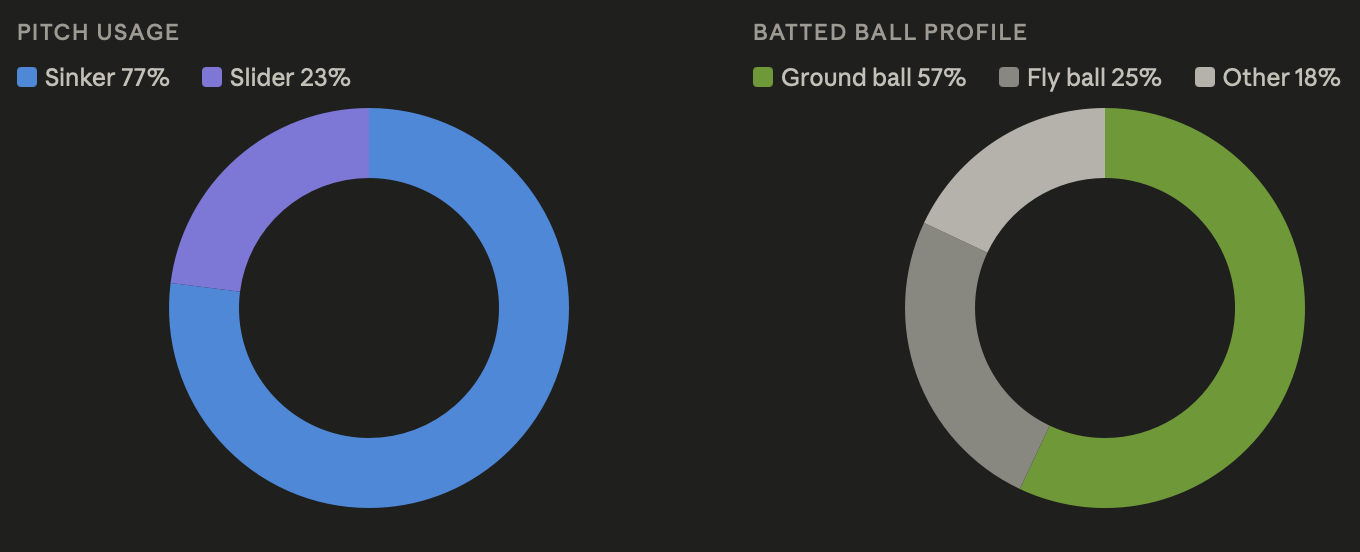 PITCH USAGE
Sinker 77% Slider 23%
BATTED BALL PROFILE
Ground ball 57% Fly ball 25% Other 18%